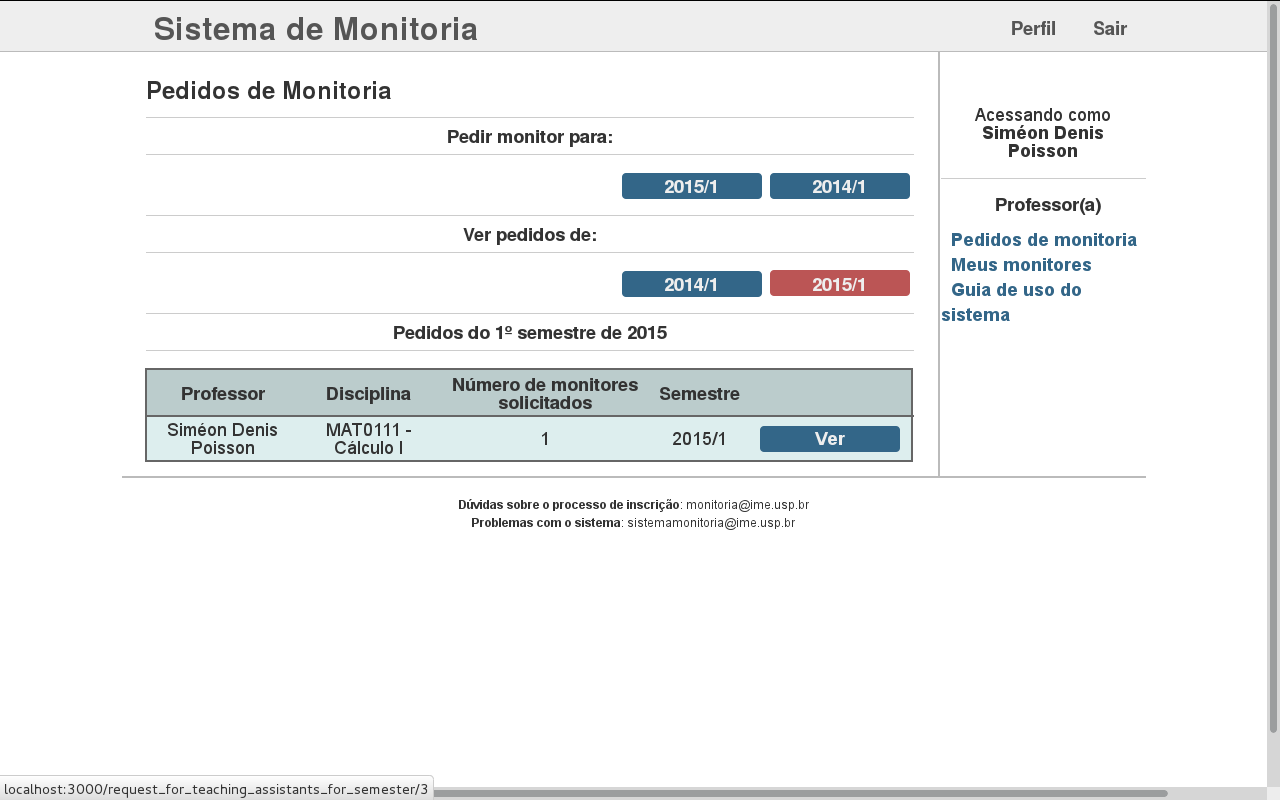 Sistema de Monitoria
Perfil
Sair
Pedidos de Monitoria
Pedir monitor para:
2015/1
2014/1
Ver pedidos de:
2014/1
2015/1
Pedidos do 1º semestre de 2015
Professor
Disciplina
Número de monitores
solicitados
Semestre
Siméon Denis
Poisson
MAT0111 -
Cálculo I
1
2015/1
Ver
Acessando como
Siméon Denis
Poisson
Professor(a)
Pedidos de monitoria
Meus monitores
Guia de uso do
sistema
Dúvidas sobre o processo de inscrição: monitoria@ime.usp.br
Problemas com o sistema: sistemamonitoria@ime.usp.br
localhost:3000/request_for_teaching_assistants_for_semester/3